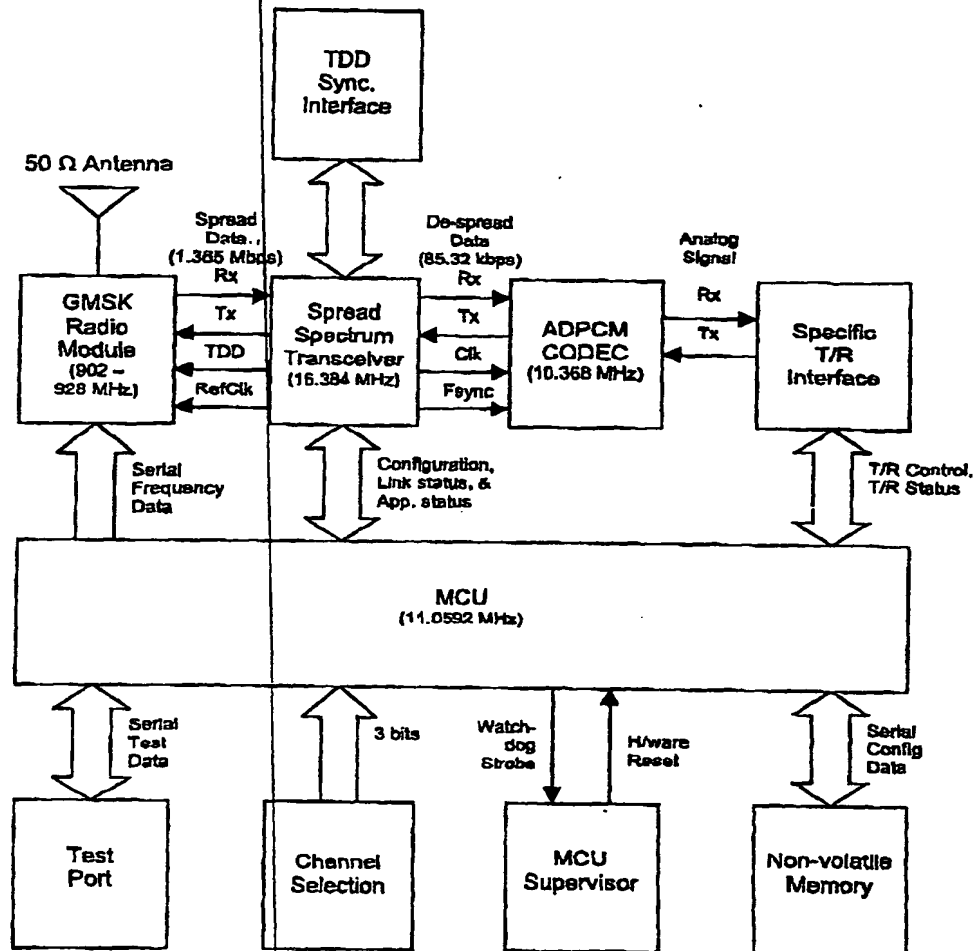 TDD
Sync.
Interface
50 Ω Antenna
Spread
Data..
(1.385 Mbps)
Rx
Tx
TDD
RefClk
De-spread
Data
(85.32 kbps)
Rx
Tx
Clk
Fsync
Analog
Signal
Rx
Tx
GMSK
Radio
Module
(902 –
928 MHz)
Spread
Spectrum
Transceiver
(16.384 MHz)
ADPCM
CODEC
(10.368 MHz)
Specific
T/R
Interface
Serial
Frequency
Data
Configuration,
Link status, &
App. status
T/R Control,
T/R Status
MCU
(11.0592 MHz)
Serial
Test
Data
3 bits
Watch-
dog
Strobe
H/ware
Reset
Serial
Config
Data
Test
Port
Channel
Selection
MCU
Supervisor
Non-volatile
Memory